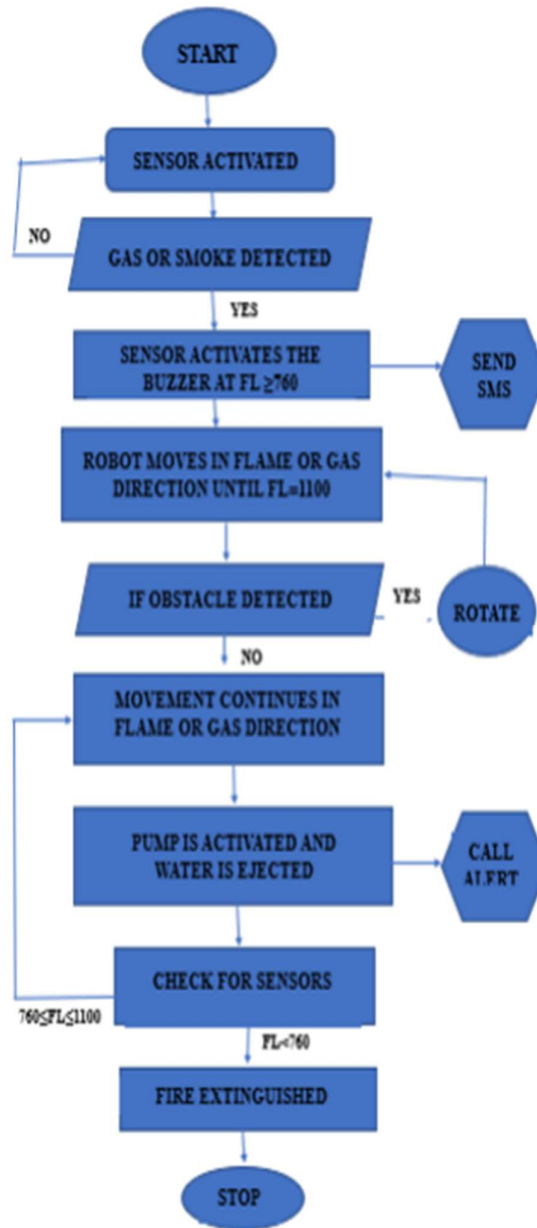 START
SENSOR ACTIVATED
NO
GAS OR SMOKE DETECTED
YES
SENSOR ACTIVATES THE
BUZZER AT FL ≥760
SEND
SMS
ROBOT MOVES IN FLAME OR GAS
DIRECTION UNTIL FL=1100
IF OBSTACLE DETECTED
YES
ROTATE
NO
MOVEMENT CONTINUES IN
FLAME OR GAS DIRECTION
PUMP IS ACTIVATED AND
WATER IS EJECTED
CALL
ALERT
CHECK FOR SENSORS
760≤FL≤1100
FL<760
FIRE EXTINGUISHED
STOP